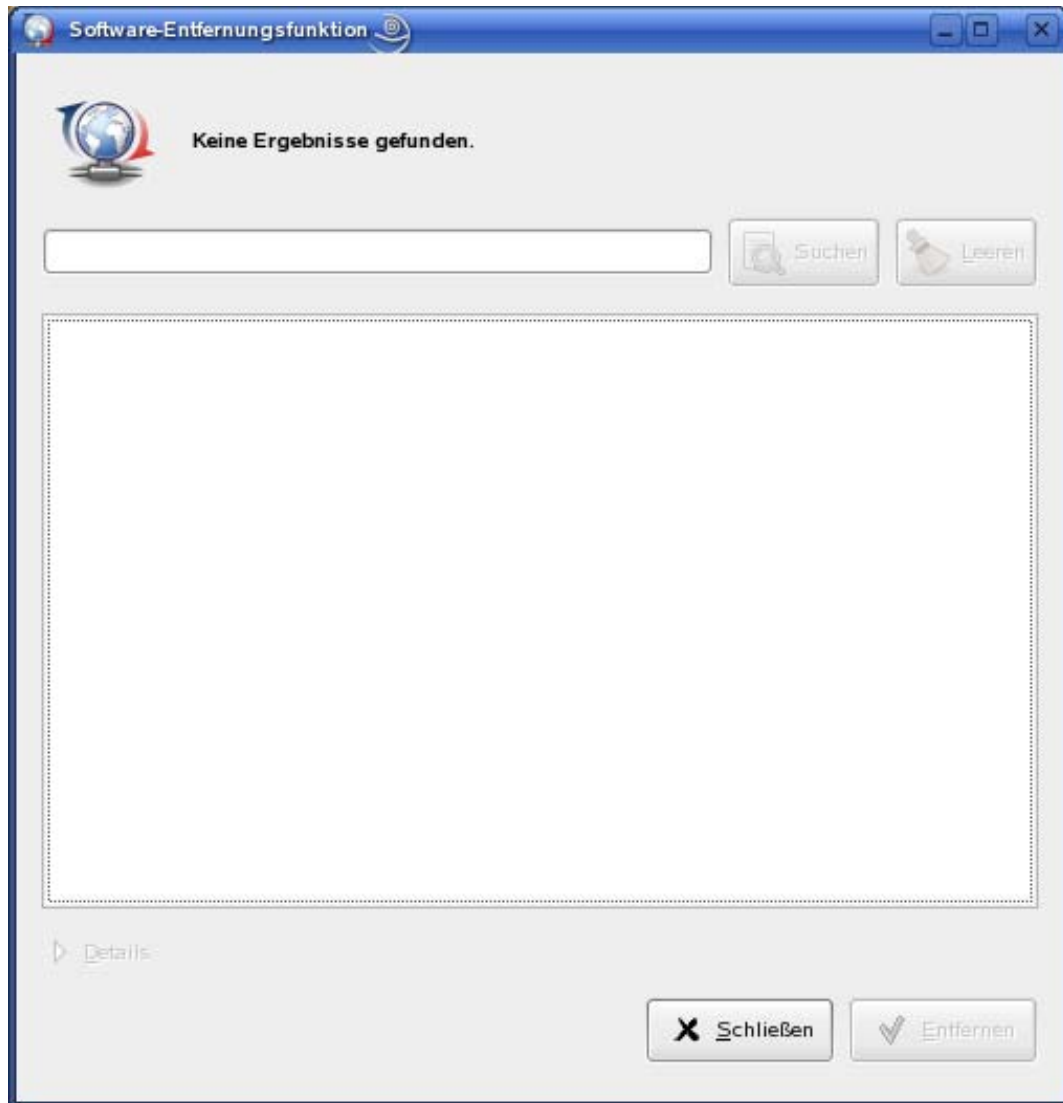 Software-Entfernungsfunktion
Keine Ergebnisse gefunden.
Suchen
Leeren
Details
Schließen
Entfernen